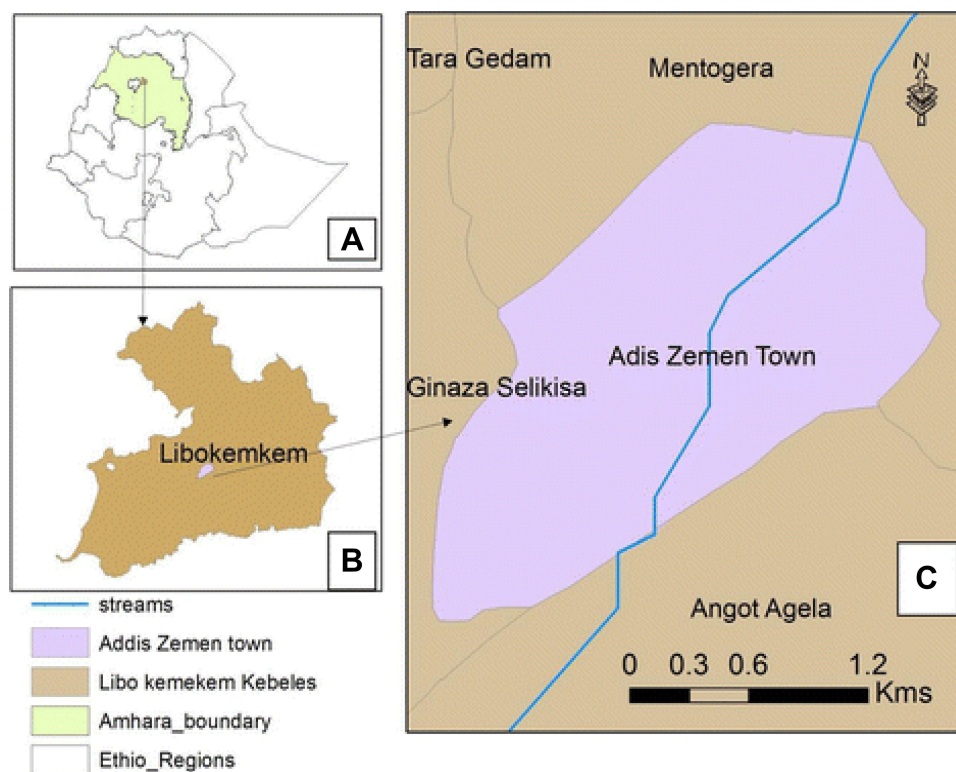 A
Libokemkem
B
streams
Addis Zemen town
Libo kemekem Kebeles
Amhara_boundary
Ethio_Regions
Tara Gedam
Mentogera
N
Adis Zemen Town
Ginaza Selikisa
C
Angot Agela
0 0.3 0.6 1.2
Kms